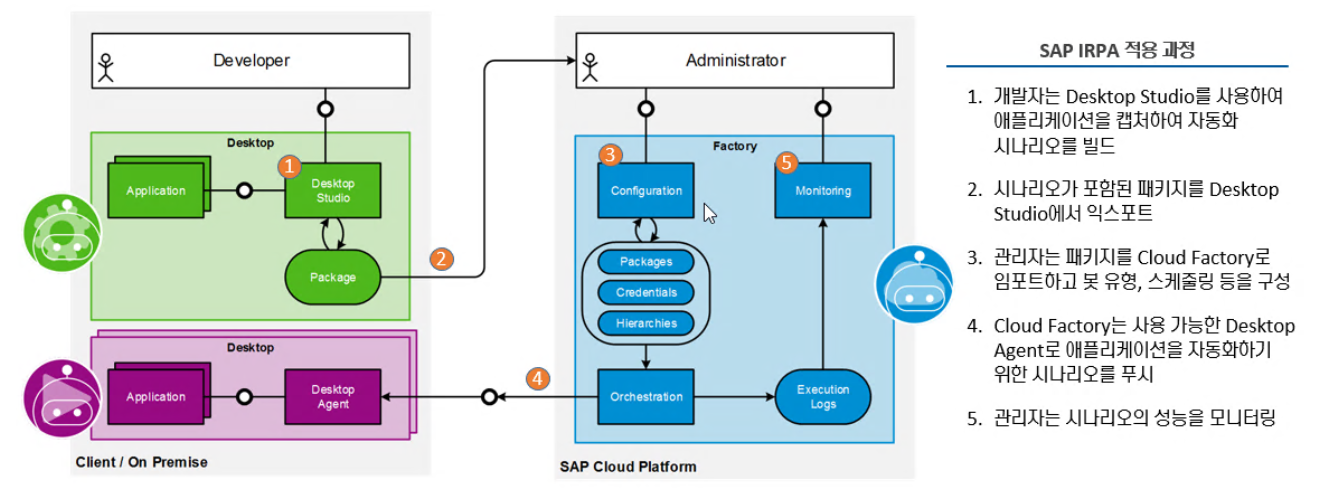 Developer
Desktop
1
Application
Desktop
Studio
Package
2
Desktop
Application
Desktop
Agent
4
Client / On Premise
Administrator
Factory
3
Configuration
5
Monitoring
Packages
Credentials
Hierarchies
Orchestration
Execution
Logs
SAP Cloud Platform
SAP IRPA 적용 과정
1. 개발자는 Desktop Studio를 사용하여
애플리케이션을 캡처하여 자동화
시나리오를 빌드
2. 시나리오가 포함된 패키지를 Desktop
Studio에서 익스포트
3. 관리자는 패키지를 Cloud Factory로
임포트하고 봇 유형, 스케줄링 등을 구성
4. Cloud Factory는 사용 가능한 Desktop
Agent로 애플리케이션을 자동화하기
위한 시나리오를 푸시
5. 관리자는 시나리오의 성능을 모니터링